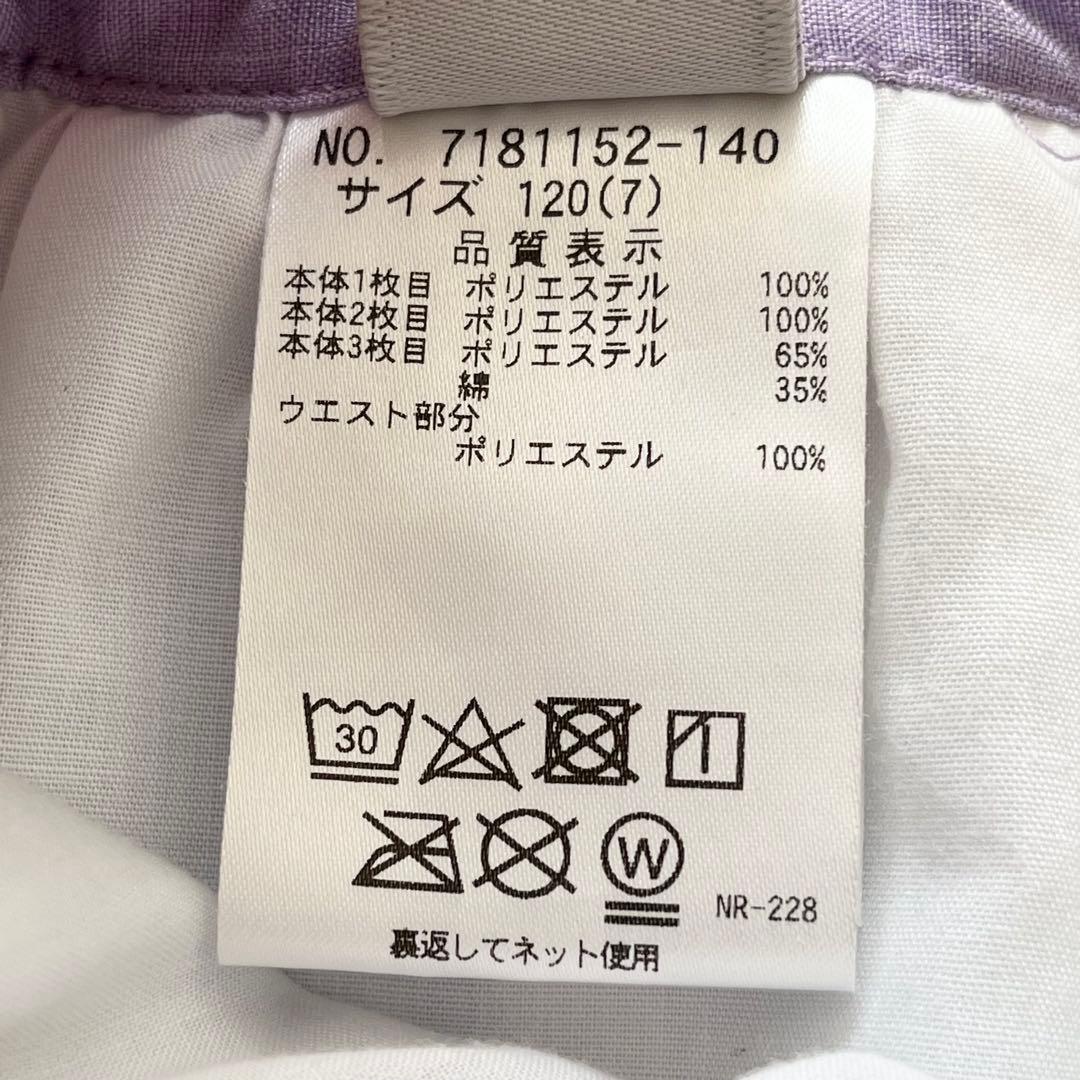 NO. 7181152-140
サイズ 120(7)
品質表示
本体1枚目 ポリエステル 100%
本体2枚目 ポリエステル 100%
本体3枚目 ポリエステル 65%
綿 35%
ウエスト部分
ポリエステル 100%
30
W
NR-228
裏返してネット使用